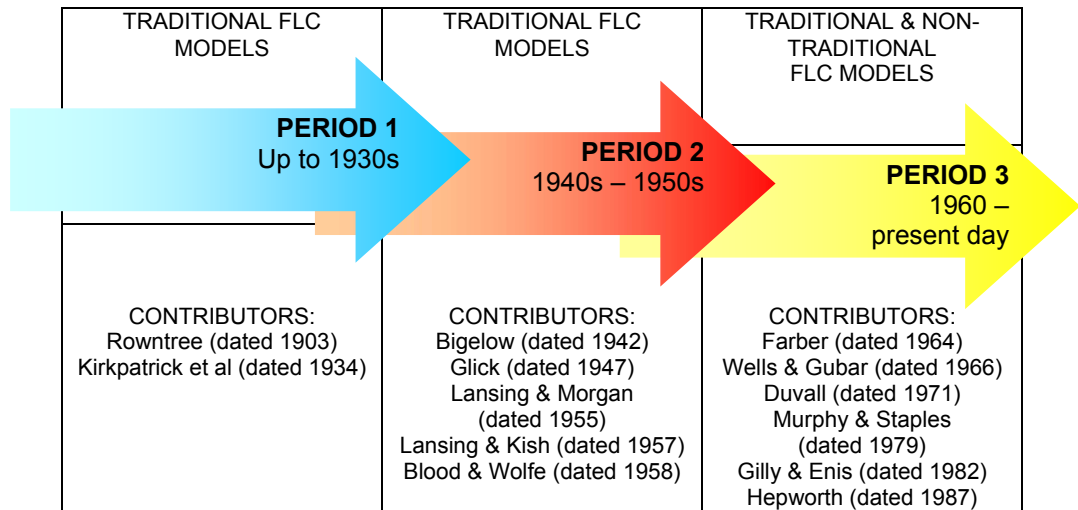 TRADITIONAL FLC
MODELS
TRADITIONAL FLC
MODELS
TRADITIONAL & NON-
TRADITIONAL
FLC MODELS
PERIOD 1
Up to 1930s
PERIOD 2
1940s – 1950s
PERIOD 3
1960 –
present day
CONTRIBUTORS:
Rowntree (dated 1903)
Kirkpatrick et al (dated 1934)
CONTRIBUTORS:
Bigelow (dated 1942)
Glick (dated 1947)
Lansing & Morgan
(dated 1955)
Lansing & Kish (dated 1957)
Blood & Wolfe (dated 1958)
CONTRIBUTORS:
Farber (dated 1964)
Wells & Gubar (dated 1966)
Duvall (dated 1971)
Murphy & Staples
(dated 1979)
Gilly & Enis (dated 1982)
Hepworth (dated 1987)